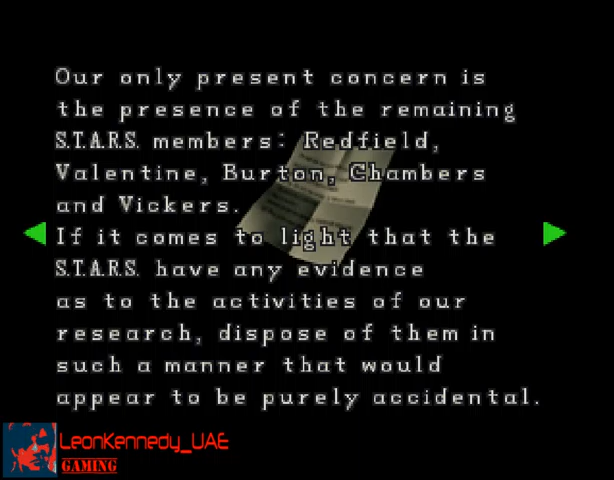 Our only present concern is
the presence of the remaining
S.T.A.R.S. members: Redfield,
Valentine, Burton, Chambers
and Vickers.
If it comes to light that the
S.T.A.R.S. have any evidence
as to the activities of our
research, dispose of them in
such a manner that would
appear to be purely accidental.
LeonKennedy_UAE
GAMING